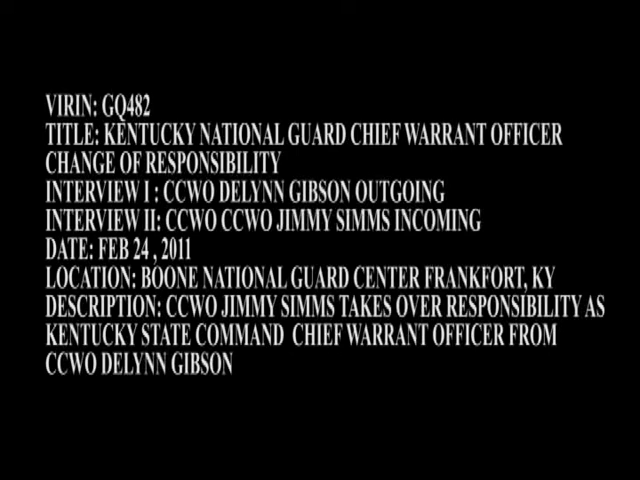 VIRIN: GQ482
TITLE: KENTUCKY NATIONAL GUARD CHIEF WARRANT OFFICER
CHANGE OF RESPONSIBILITY
INTERVIEW I : CCWO DELYNN GIBSON OUTGOING
INTERVIEW II: CCWO CCWO JIMMY SIMMS INCOMING
DATE: FEB 24 , 2011
LOCATION: BOONE NATIONAL GUARD CENTER FRANKFORT, KY
DESCRIPTION: CCWO JIMMY SIMMS TAKES OVER RESPONSIBILITY AS
KENTUCKY STATE COMMAND  CHIEF WARRANT OFFICER FROM
CCWO DELYNN GIBSON